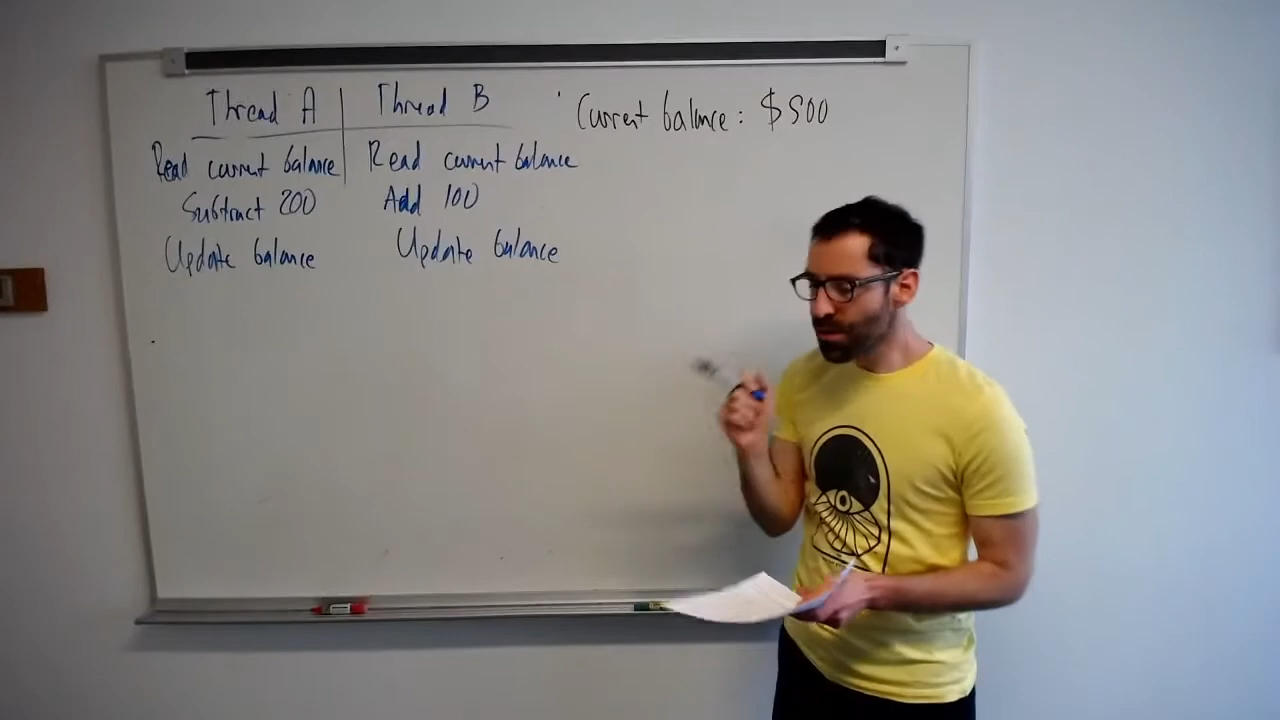 Thread A Thread B Current balance: $500
Read current balance Read current balance
Subtract 200 Add 100
Update balance Update balance